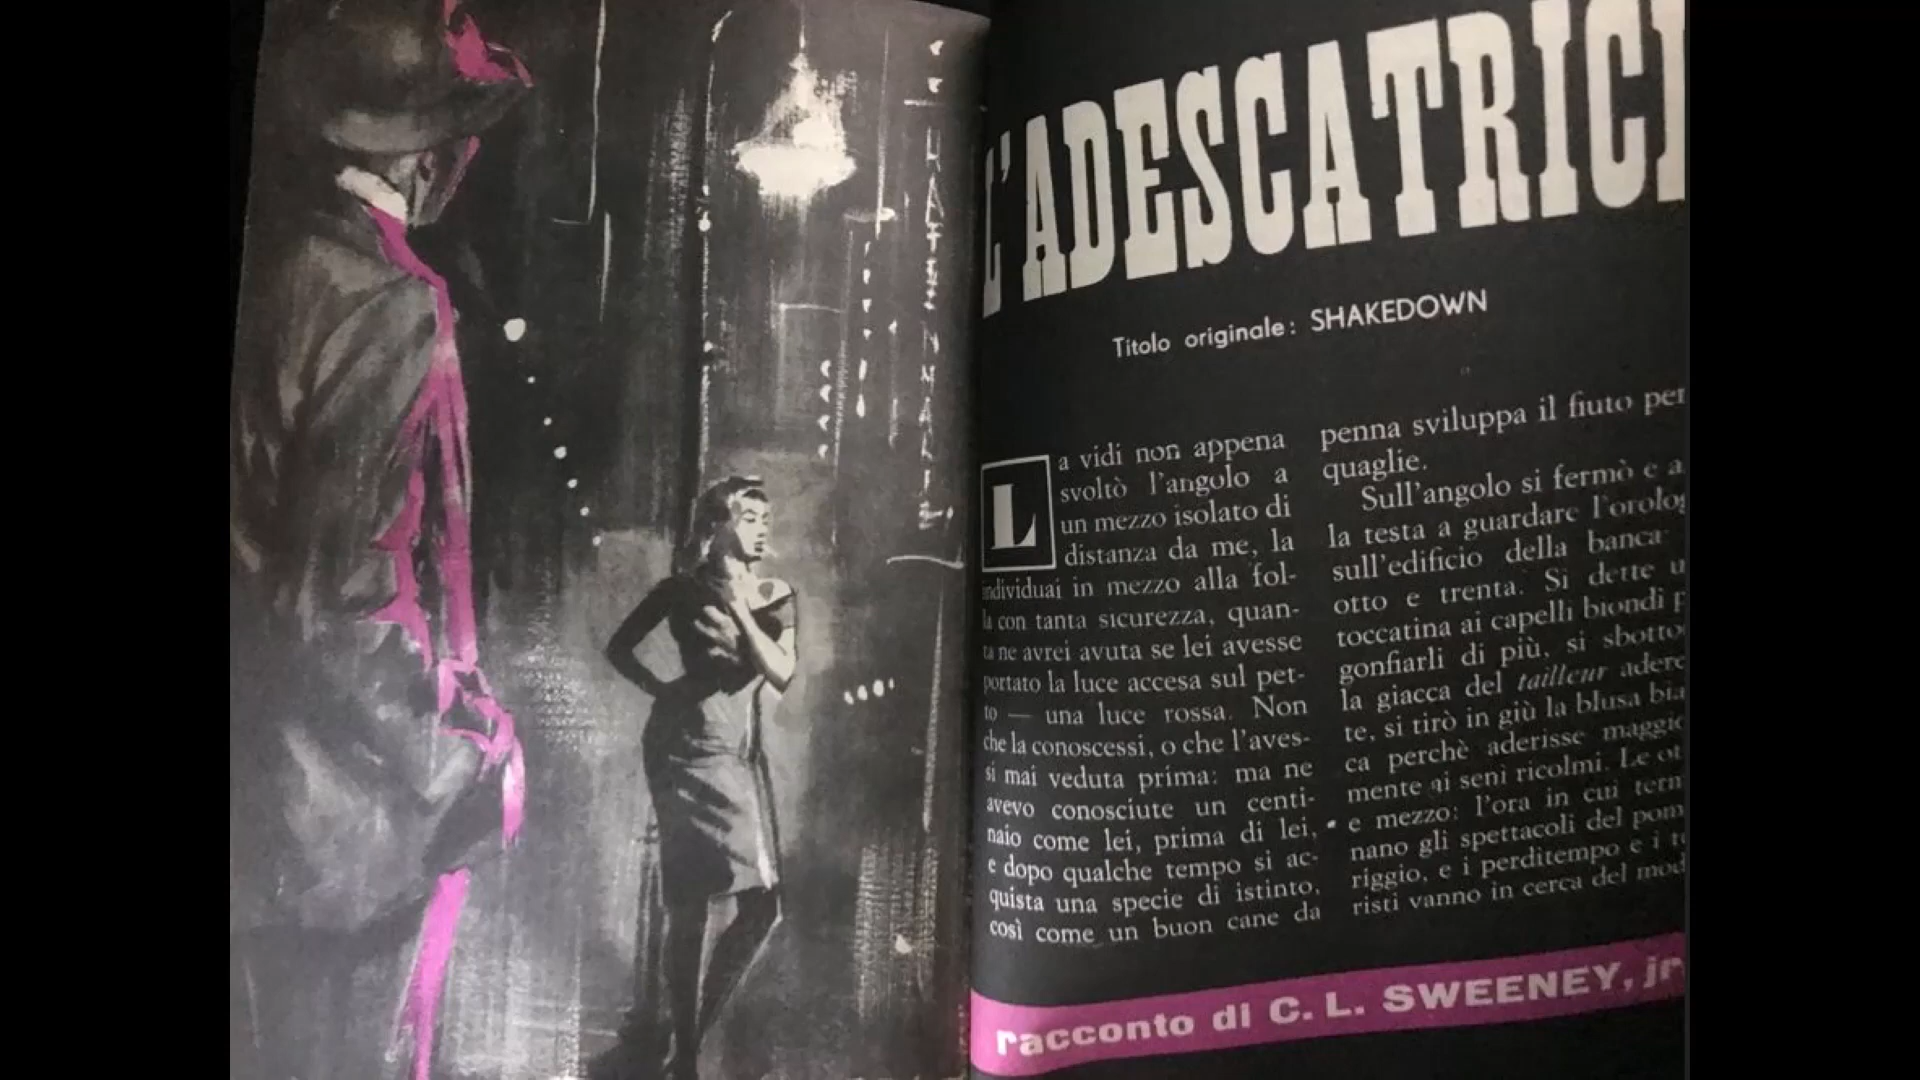 L'ADESCATRICE
Titolo originale: SHAKEDOWN
La vidi non appena
svoltò l'angolo a
un mezzo isolato di
distanza da me, la
individuai in mezzo alla fol-
la con tanta sicurezza, quan-
ta ne avrei avuta se lei avesse
portato la luce accesa sul pet-
to — una luce rossa. Non
che la conoscessi, o che l'aves-
si mai veduta prima: ma ne
avevo conosciute un centi-
naio come lei, prima di lei,
e dopo qualche tempo si ac-
quista una specie di istinto,
così come un buon cane da
penna sviluppa il fiuto per
quaglie.
Sull'angolo si fermò e a
la testa a guardare l'orolog
sull'edificio della banca
otto e trenta. Si dette u
toccatina ai capelli biondi p
gonfiarli di più, si sbotto
la giacca del tailleur adere
te, si tirò in giù la blusa bia
ca perchè aderisse maggio
mente ai seni ricolmi. Le ot
e mezzo: l'ora in cui term
nano gli spettacoli del pom
riggio, e i perditempo e i tu
risti vanno in cerca del mod
racconto di C. L. SWEENEY, jr